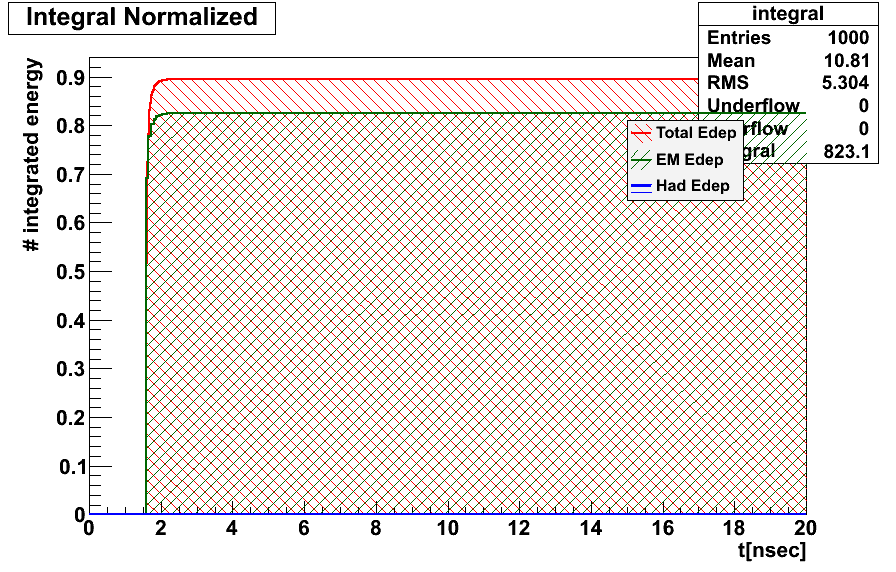 Integral Normalized
integral
Entries 1000
Mean 10.81
RMS 5.304
Underflow 0
rflow 0
gral 823.1
Total Edep
EM Edep
Had Edep
# integrated energy
0.9
0.8
0.7
0.6
0.5
0.4
0.3
0.2
0.1
0
0 2 4 6 8 10 12 14 16 18 20
t[nsec]